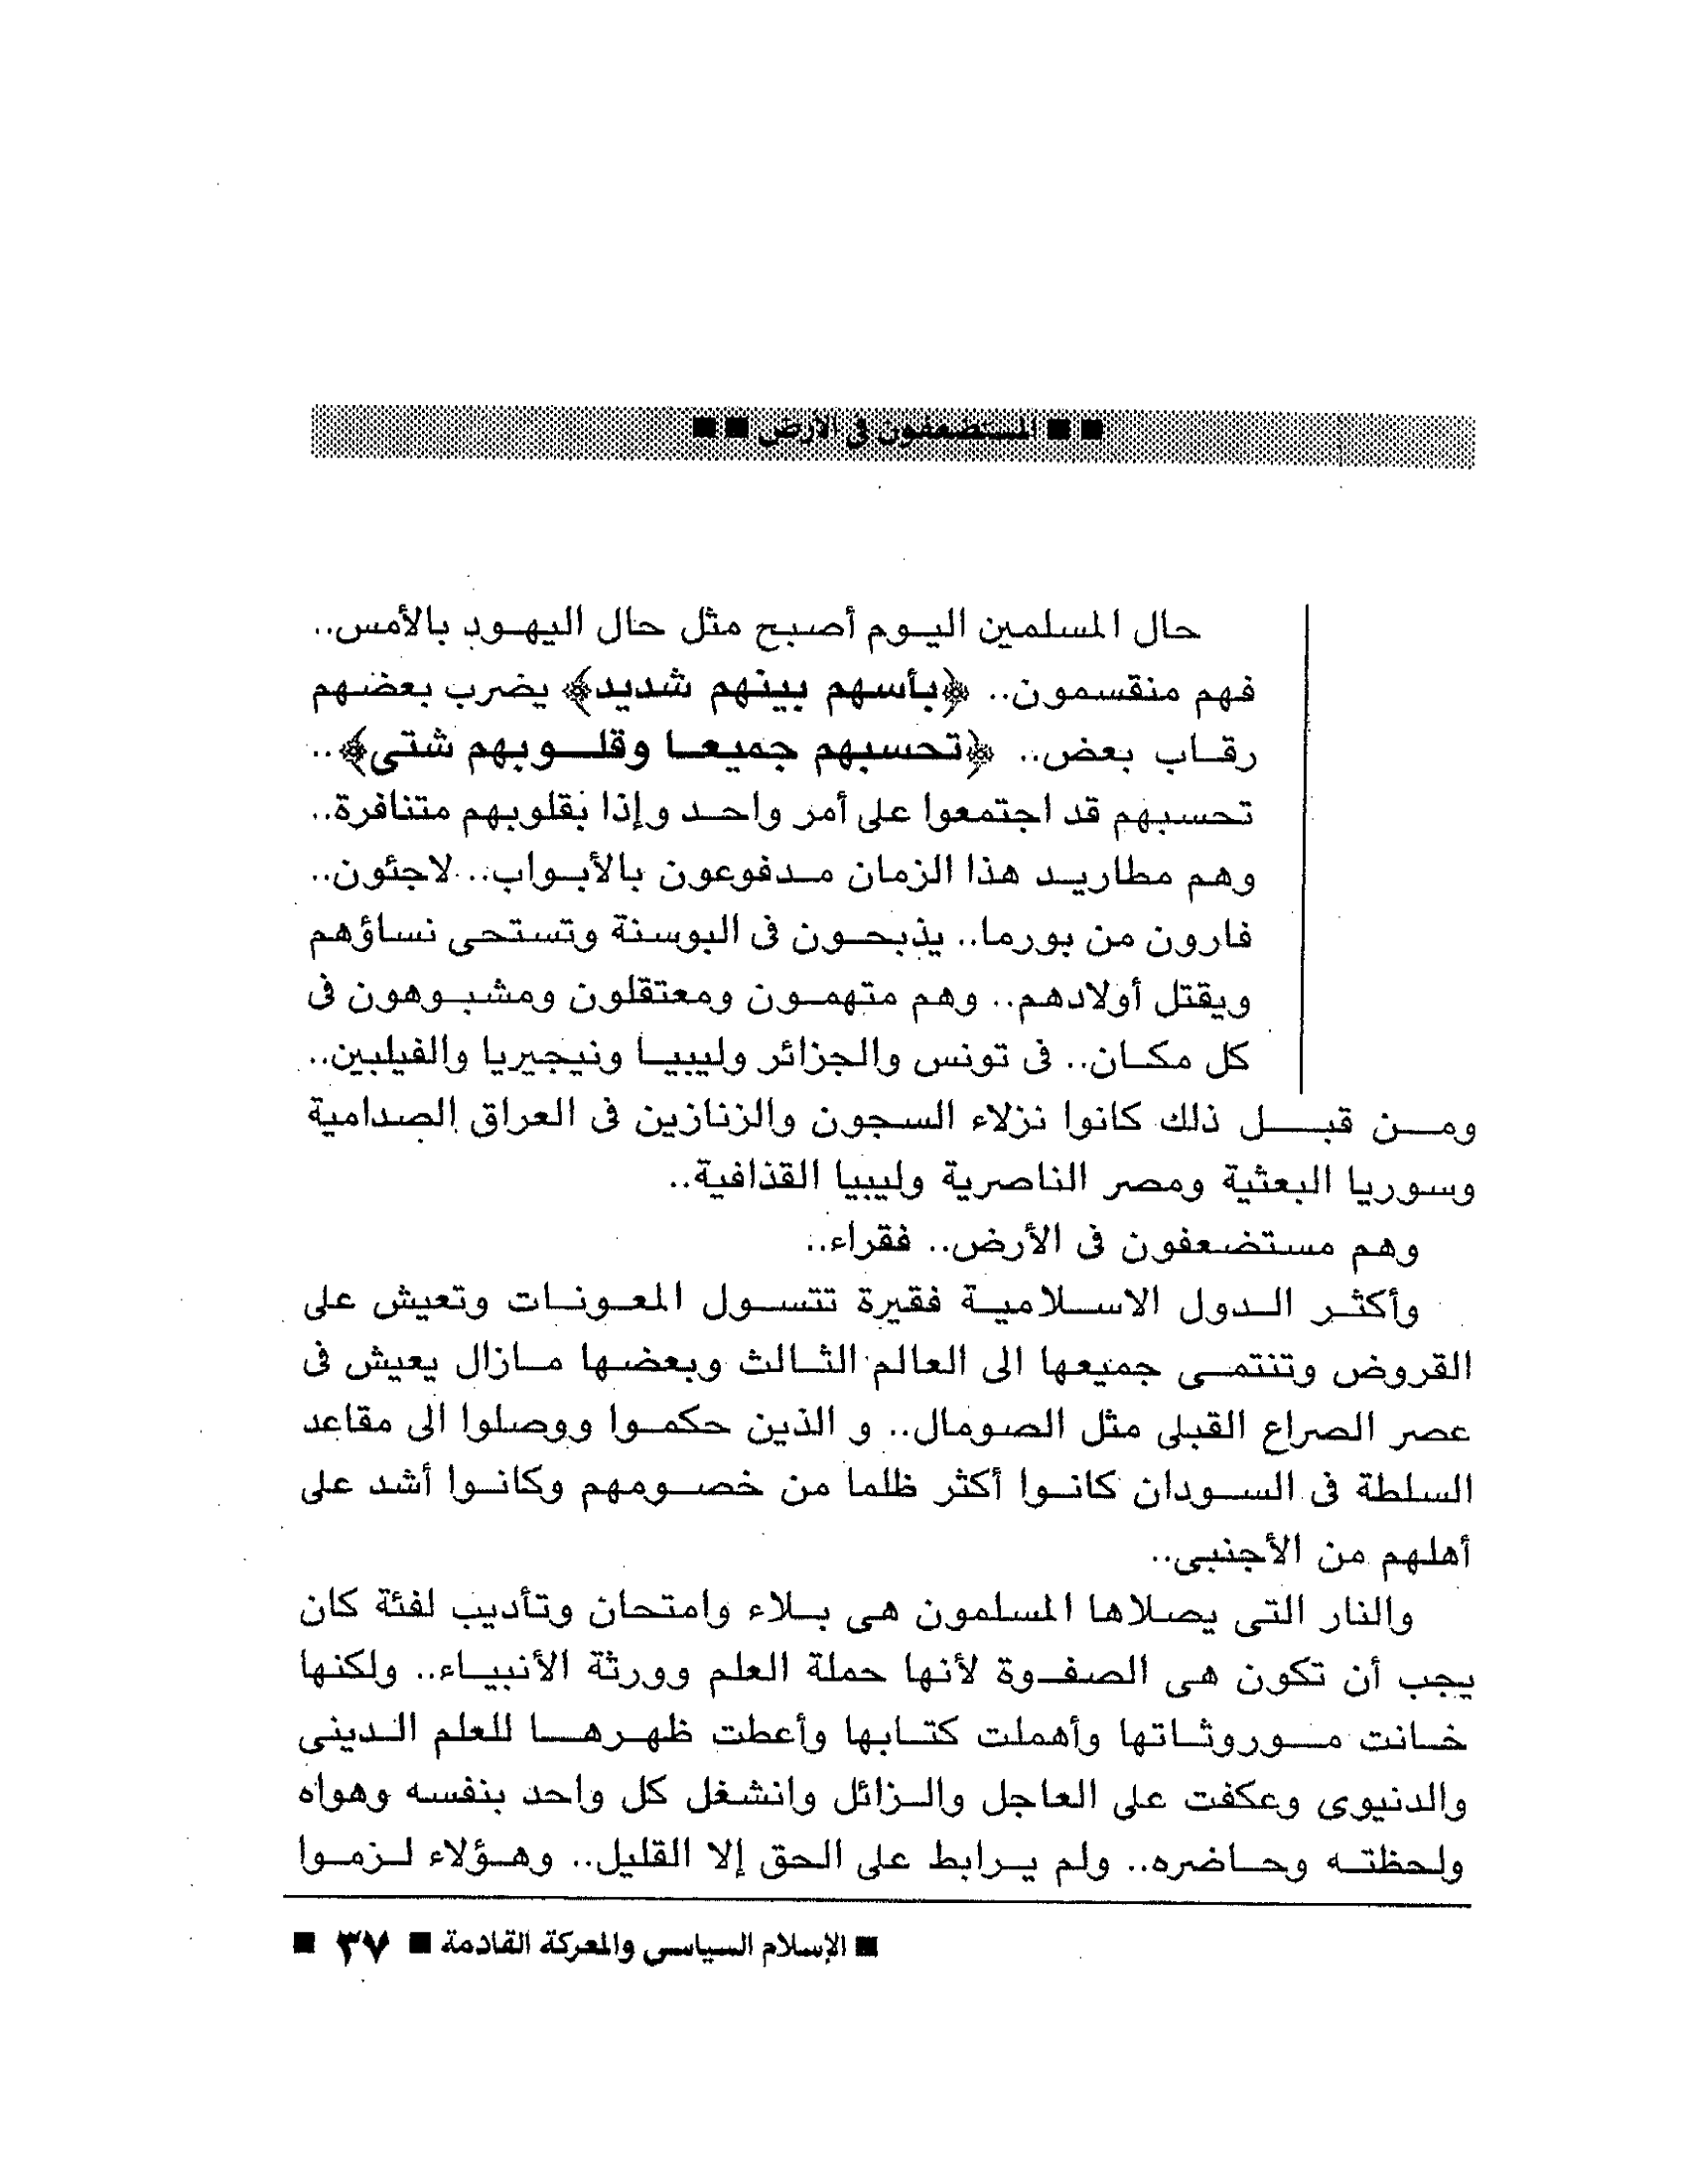 ■ ■ المستضعفون فى الأرض ■ ■
حال المسلمين اليوم أصبح مثل حال اليهود بالأمس..
فهم منقسمون.. ﴿بأسهم بينهم شديد﴾ يضرب بعضهم
رقاب بعض.. ﴿تحسبهم جميعا وقلوبهم شتى﴾..
تحسبهم قد اجتمعوا على أمر واحد وإذا بقلوبهم متنافرة..
وهم مطاريد هذا الزمان مدفوعون بالأبواب.. لاجئون..
فارون من بورما.. يذبحون فى البوسنة وتستحى نساؤهم
ويقتل أولادهم.. وهم متهمون ومعتقلون ومشبوهون فى
كل مكان.. فى تونس والجزائر وليبيا ونيجيريا والفيلبين..
ومن قبل ذلك كانوا نزلاء السجون والزنازين فى العراق الصدامية
وسوريا البعثية ومصر الناصرية وليبيا القذافية..
وهم مستضعفون فى الأرض.. فقراء..
وأكثر الدول الاسلامية فقيرة تتسول المعونات وتعيش على
القروض وتنتمى جميعها الى العالم الثالث وبعضها مازال يعيش فى
عصر الصراع القبلى مثل الصومال.. و الذين حكموا ووصلوا الى مقاعد
السلطة فى السودان كانوا أكثر ظلما من خصومهم وكانوا أشد على
أهلهم من الأجنبى..
والنار التى يصلاها المسلمون هى بلاء وامتحان وتأديب لفئة كان
يجب أن تكون هى الصفوة لأنها حملة العلم وورثة الأنبياء.. ولكنها
خانت موروثاتها وأهملت كتابها وأعطت ظهرها للعلم الدينى
والدنيوى وعكفت على العاجل والزائل وانشغل كل واحد بنفسه وهواه
ولحظته وحاضره.. ولم يرابط على الحق إلا القليل.. وهؤلاء لزموا
■ الإسلام السياسى والمعركة القادمة ■ ٣٧ ■